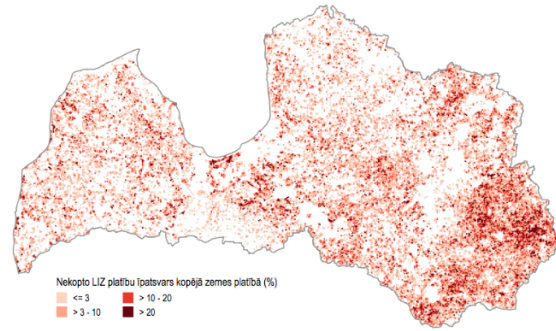 Nekopto LIZ platību īpatsvars kopējā zemes platībā (%)
<= 3 > 10 - 20
> 3 - 10 > 20